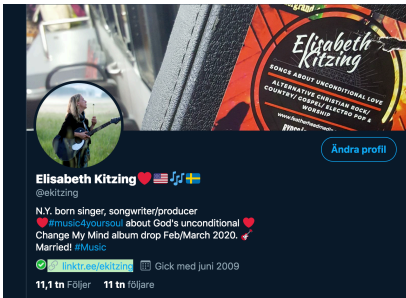 Elisabeth
Kitzing
SONGS ABOUT UNCONDITIONAL LOVE
ALTERNATIVE CHRISTIAN ROCK/
COUNTRY/ GOSPEL/ ELECTRO POP &
WORSHIP
Ändra profil
Elisabeth Kitzing❤️🇺🇸🎶🇸🇪
@ekitzing
N.Y. born singer, songwriter/producer
❤️#music4yoursoul about God's unconditional ❤️
Change My Mind album drop Feb/March 2020. 🎸
Married! #Music
linktr.ee/ekitzing Gick med juni 2009
11,1 tn Följer 11 tn följare